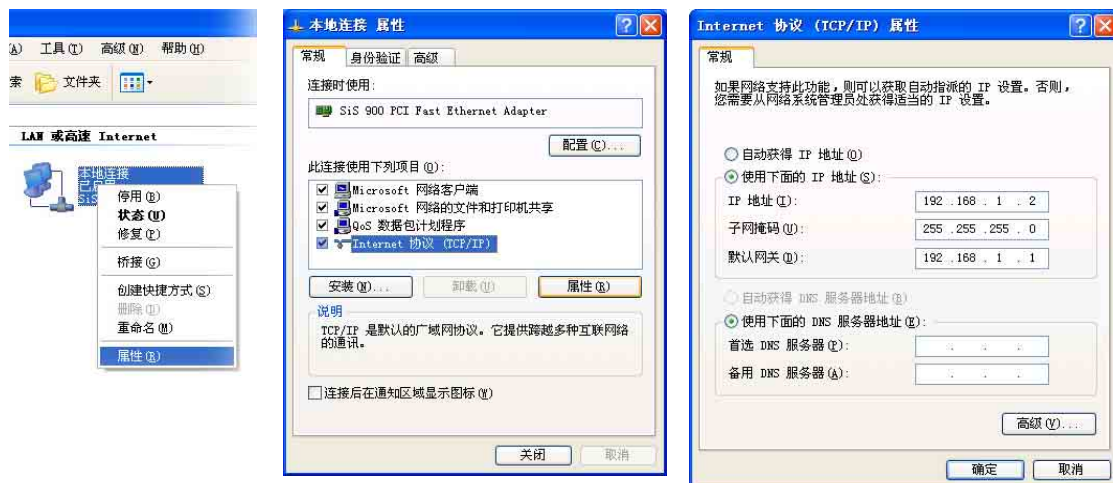 (A) 工具(T) 高级(N) 帮助(H)
索 文件夹
LAN 或高速 Internet
本地连接
已启用
SiS
停用(B)
状态(U)
修复(P)
桥接(G)
创建快捷方式(S)
删除(D)
重命名(M)
属性(R)
本地连接 属性
常规 身份验证 高级
连接时使用:
SiS 900 PCI Fast Ethernet Adapter
配置(C)...
此连接使用下列项目(O):
Microsoft 网络客户端
Microsoft 网络的文件和打印机共享
QoS 数据包计划程序
Internet 协议 (TCP/IP)
安装(N)... 卸载(U) 属性(R)
说明
TCP/IP 是默认的广域网协议。它提供跨越多种互联网络
的通讯。
连接后在通知区域显示图标(W)
关闭 取消
Internet 协议 (TCP/IP) 属性
常规
如果网络支持此功能,则可以获取自动指派的 IP 设置。否则,
您需要从网络系统管理员处获得适当的 IP 设置。
自动获得 IP 地址(O)
使用下面的 IP 地址(S):
IP 地址(I): 192 .168 . 1 . 2
子网掩码(U): 255 .255 .255 . 0
默认网关(D): 192 .168 . 1 . 1
自动获得 DNS 服务器地址(B)
使用下面的 DNS 服务器地址(E):
首选 DNS 服务器(P): . . .
备用 DNS 服务器(A): . . .
高级(V)...
确定 取消